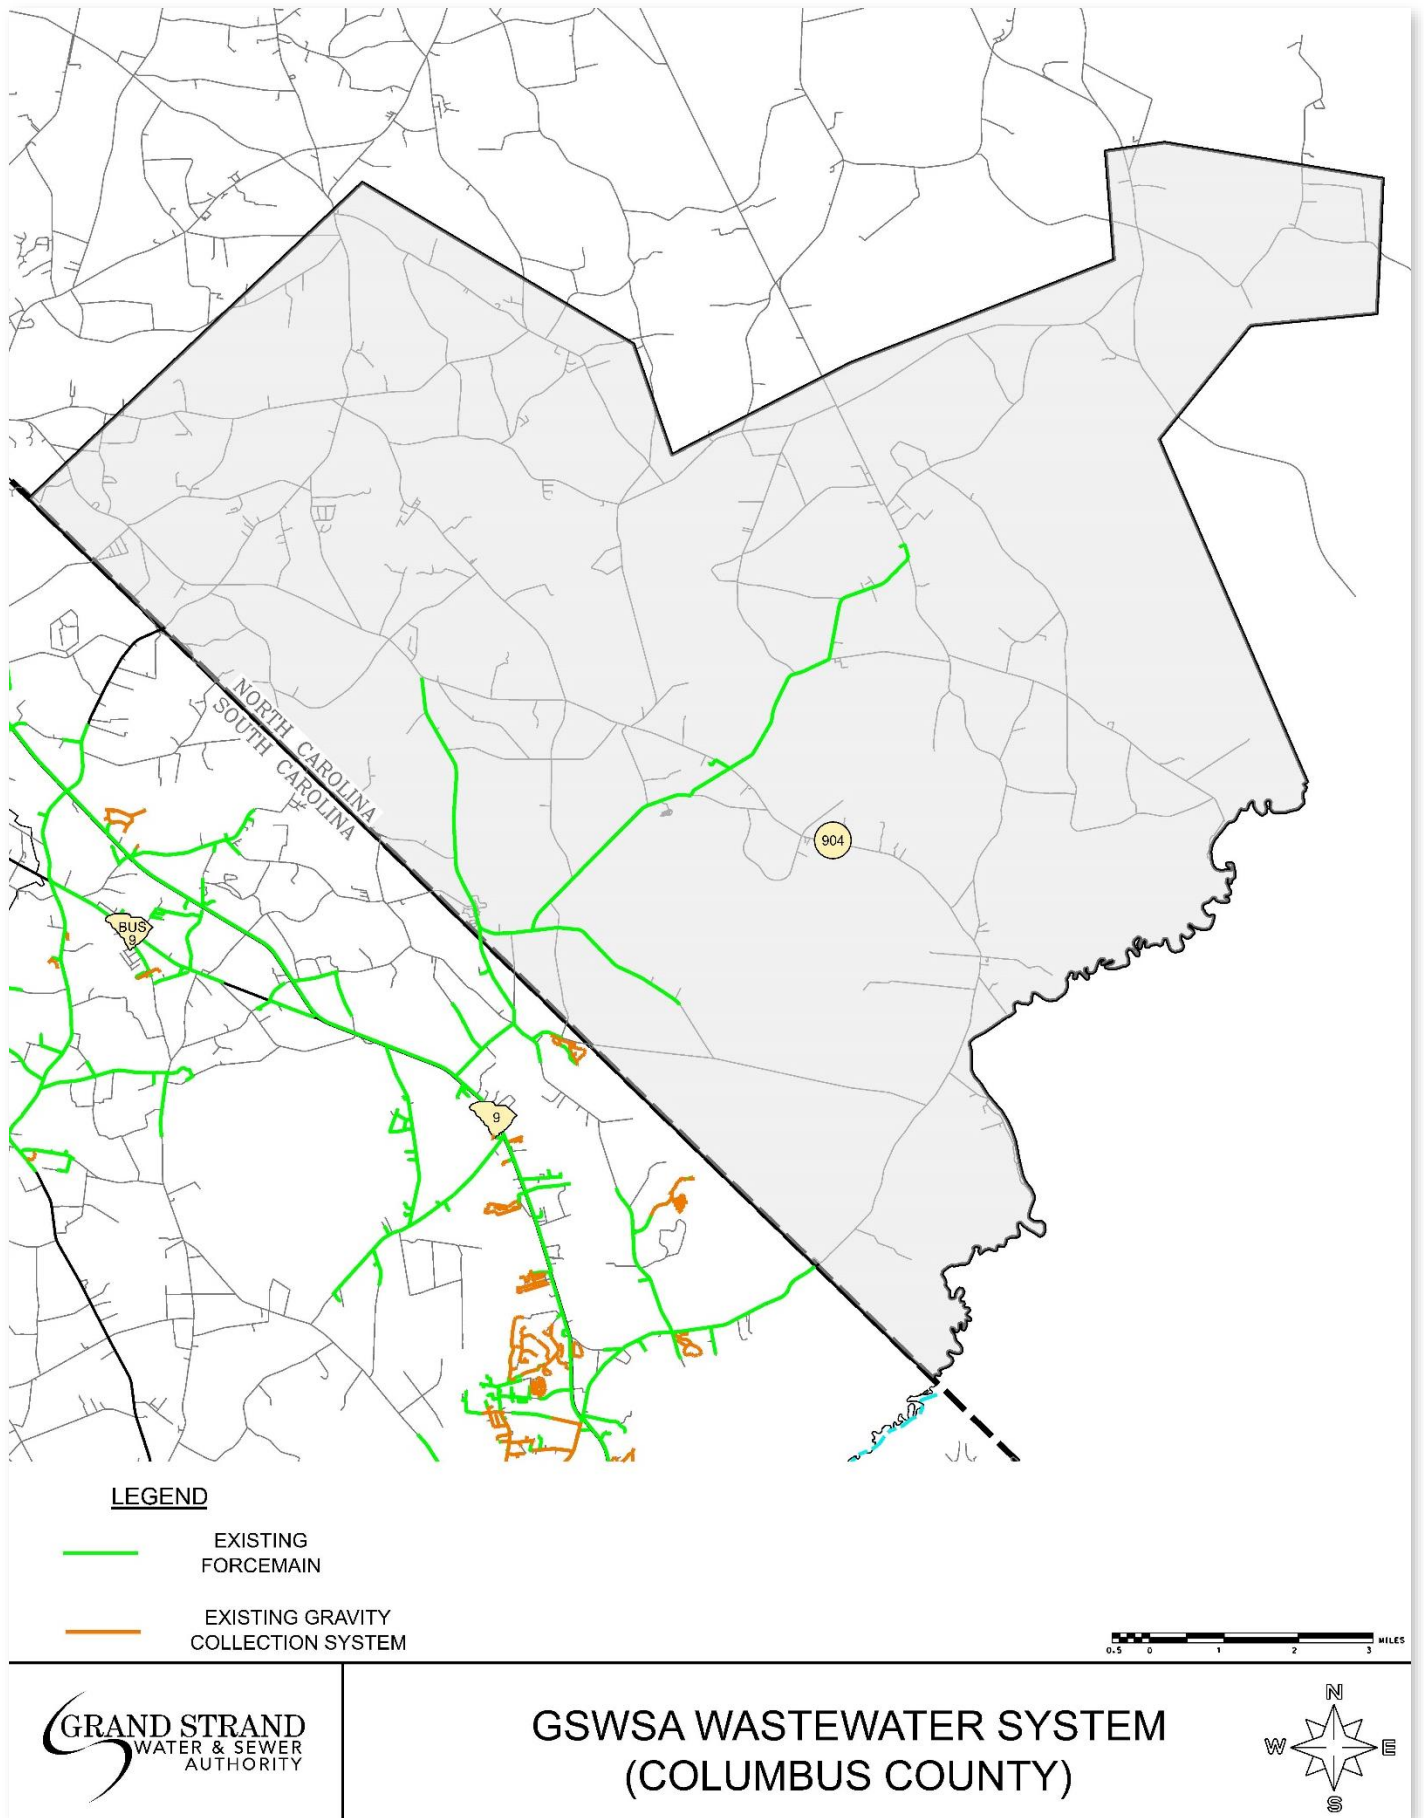 NORTH CAROLINA
SOUTH CAROLINA
904
BUS
9
9
LEGEND
EXISTING
FORCEMAIN
EXISTING GRAVITY
COLLECTION SYSTEM
0.5 0 1 2 3 MILES
GRAND STRAND
WATER & SEWER
AUTHORITY
GSWSA WASTEWATER SYSTEM
(COLUMBUS COUNTY)
N
W E
S